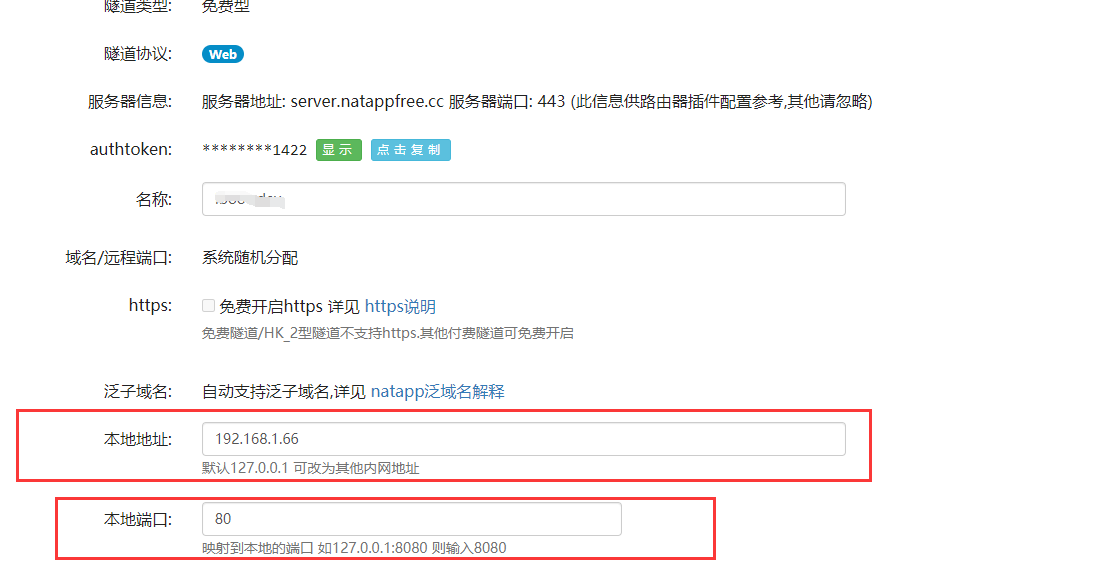 隧道类型: 免费型
隧道协议: Web
服务器信息: 服务器地址: server.natappfree.cc 服务器端口: 443 (此信息供路由器插件配置参考,其他请忽略)
authtoken: ********1422 显示 点击复制
名称:
域名/远程端口: 系统随机分配
https: 免费开启https 详见 https说明
免费隧道/HK_2型隧道不支持https.其他付费隧道可免费开启
泛子域名: 自动支持泛子域名,详见 natapp泛域名解释
本地地址: 192.168.1.66
默认127.0.0.1 可改为其他内网地址
本地端口: 80
映射到本地的端口 如127.0.0.1:8080 则输入8080